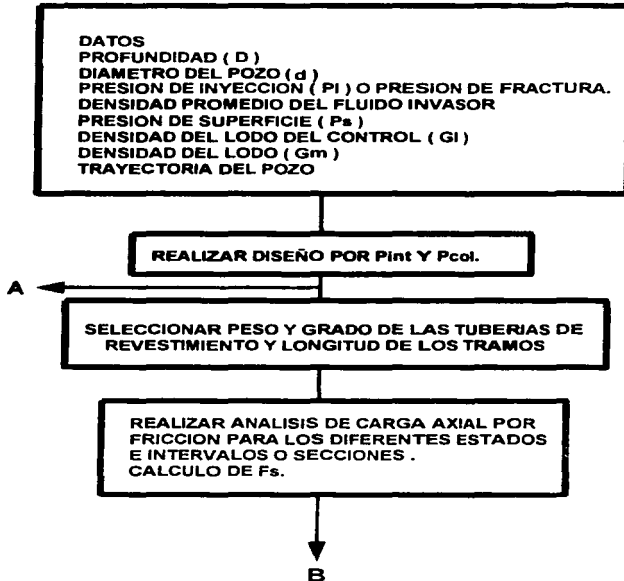 DATOS
PROFUNDIDAD ( D )
DIAMETRO DEL POZO ( d )
PRESION DE INYECCION ( PI ) O PRESION DE FRACTURA.
DENSIDAD PROMEDIO DEL FLUIDO INVASOR
PRESION DE SUPERFICIE ( Ps )
DENSIDAD DEL LODO DEL CONTROL ( GI )
DENSIDAD DEL LODO ( Gm )
TRAYECTORIA DEL POZO
REALIZAR DISEÑO POR Pint Y Pcol.
A
SELECCIONAR PESO Y GRADO DE LAS TUBERIAS DE
REVESTIMIENTO Y LONGITUD DE LOS TRAMOS
REALIZAR ANALISIS DE CARGA AXIAL POR
FRICCION PARA LOS DIFERENTES ESTADOS
E INTERVALOS O SECCIONES .
CALCULO DE Fs.
B